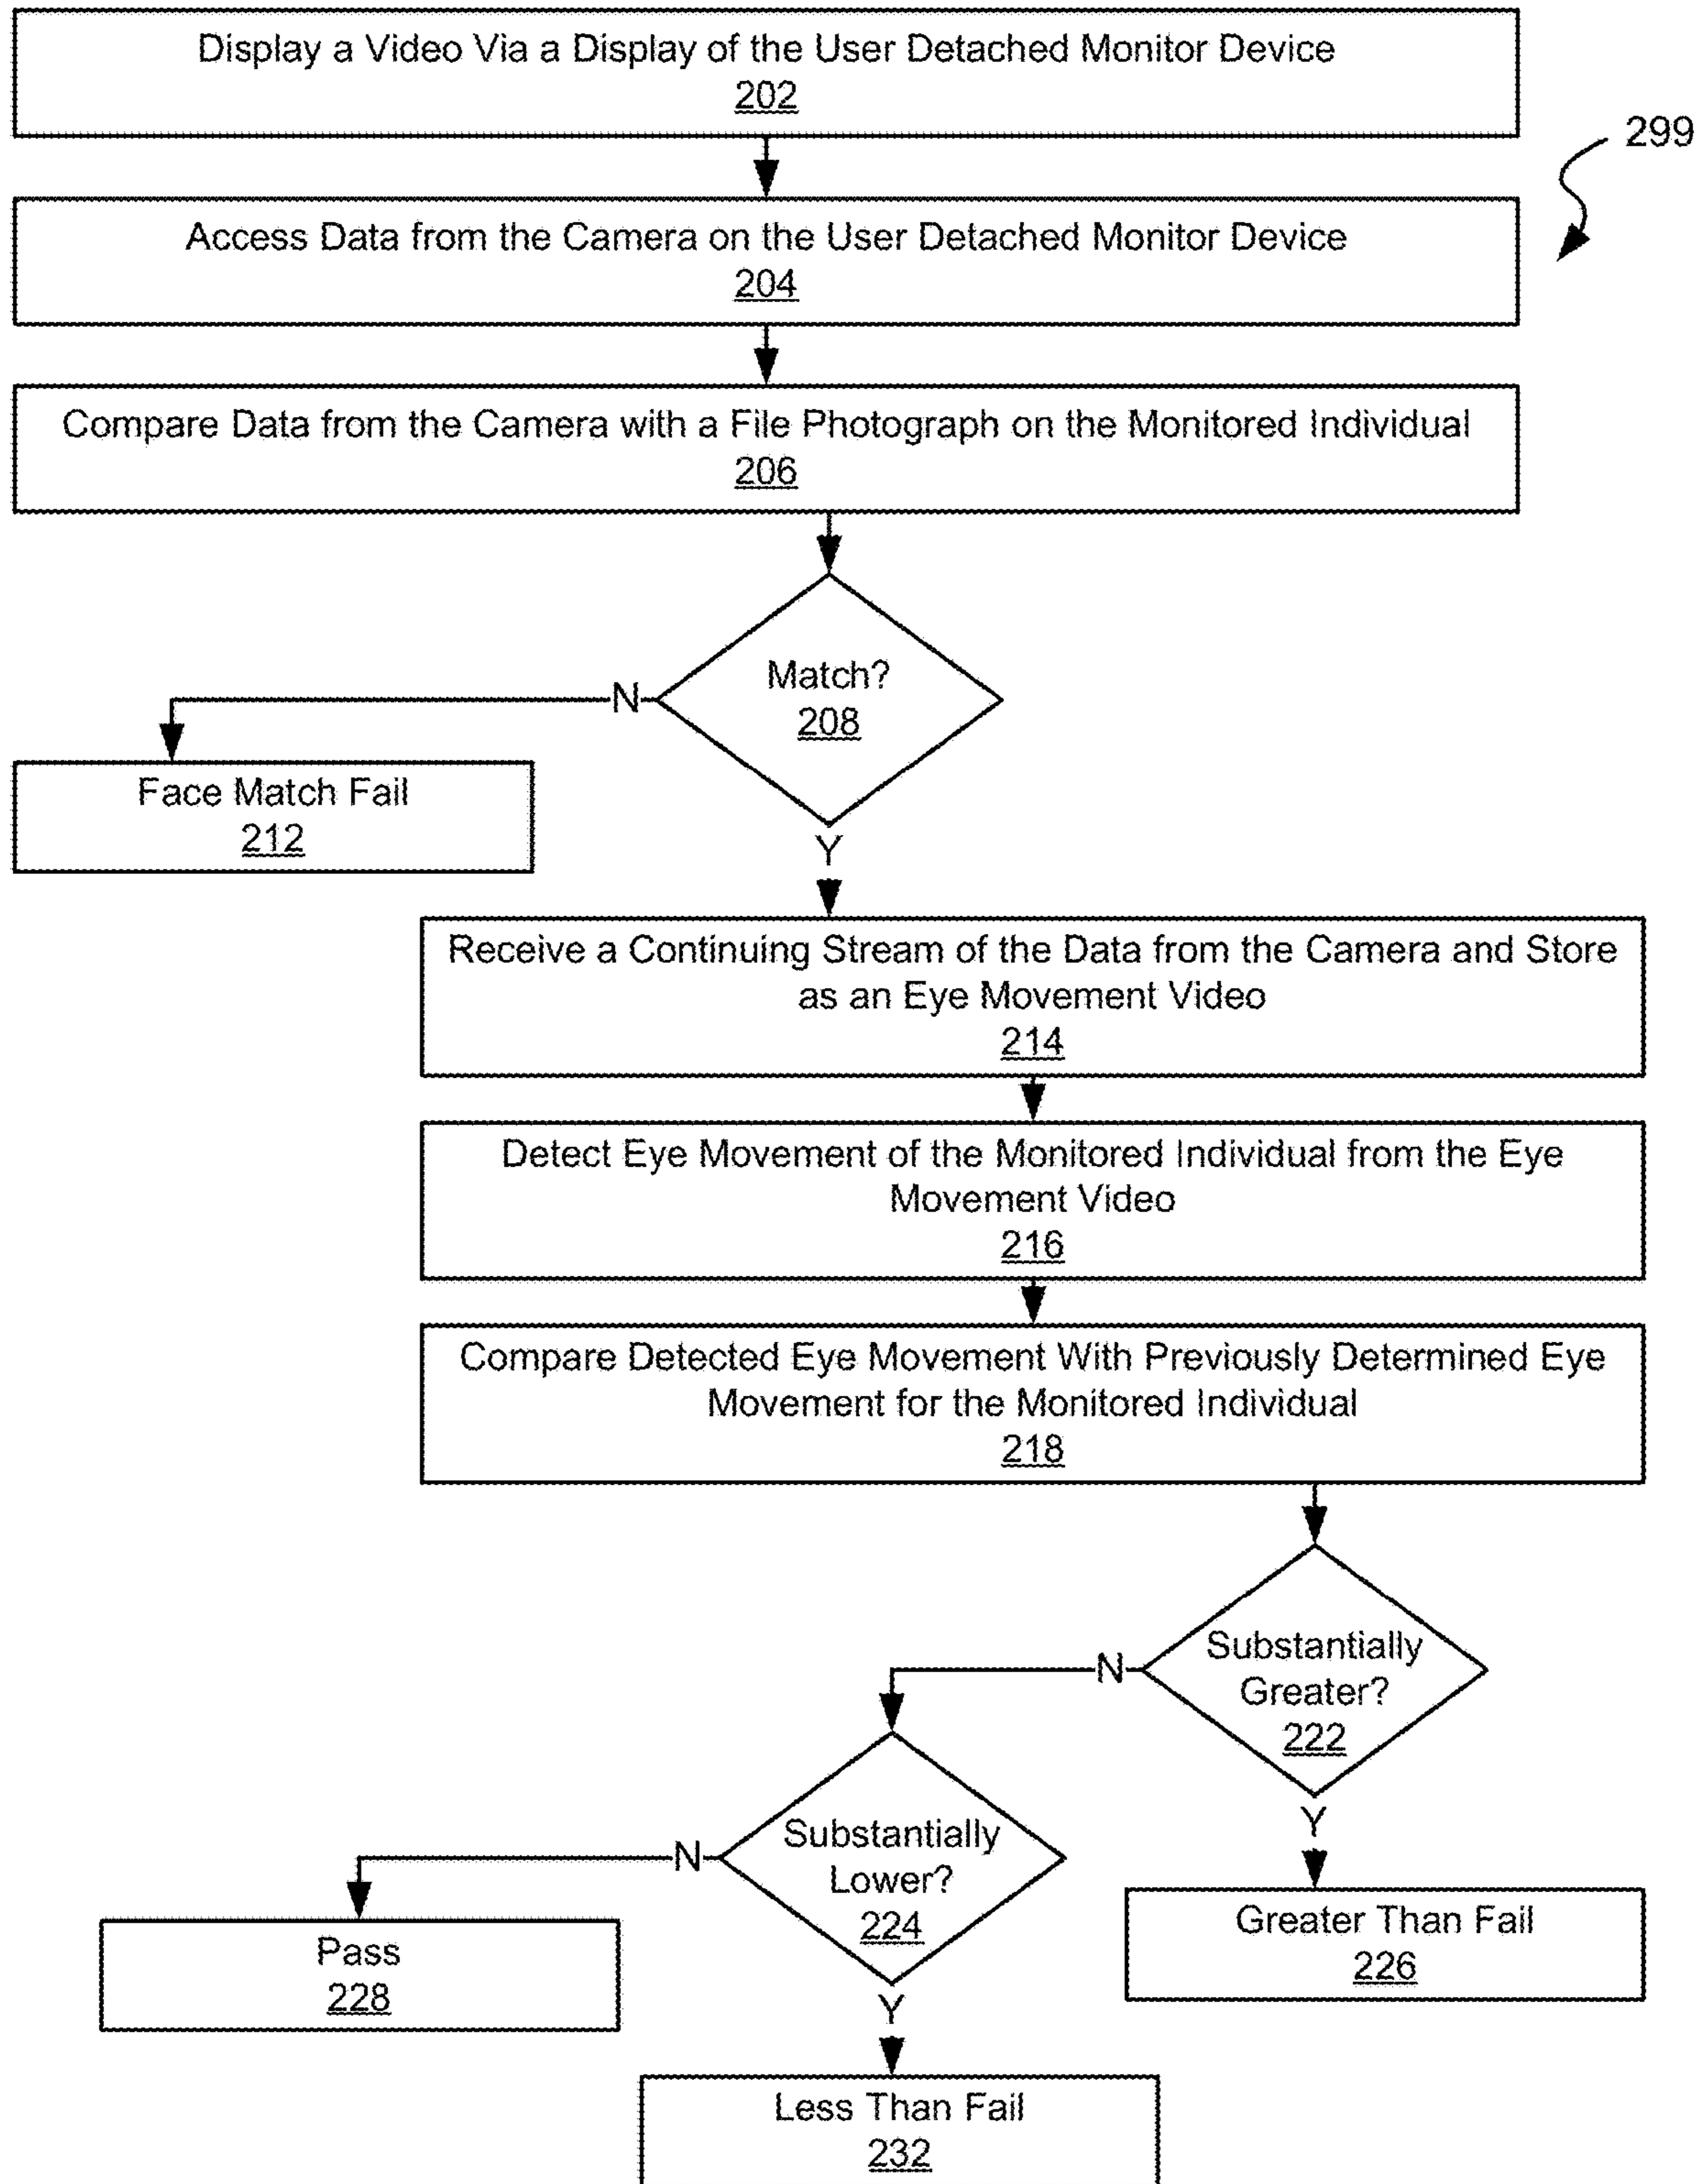 Display a Video Via a Display of the User Detached Monitor Device
202
299
Access Data from the Camera on the User Detached Monitor Device
204
Compare Data from the Camera with a File Photograph on the Monitored Individual
206
Match?
208
N
Face Match Fail
212
Y
Receive a Continuing Stream of the Data from the Camera and Store
as an Eye Movement Video
214
Detect Eye Movement of the Monitored Individual from the Eye
Movement Video
216
Compare Detected Eye Movement With Previously Determined Eye
Movement for the Monitored Individual
218
Substantially
Greater?
222
N
Y
Substantially
Lower?
224
N
Greater Than Fail
226
Pass
228
Y
Less Than Fail
232